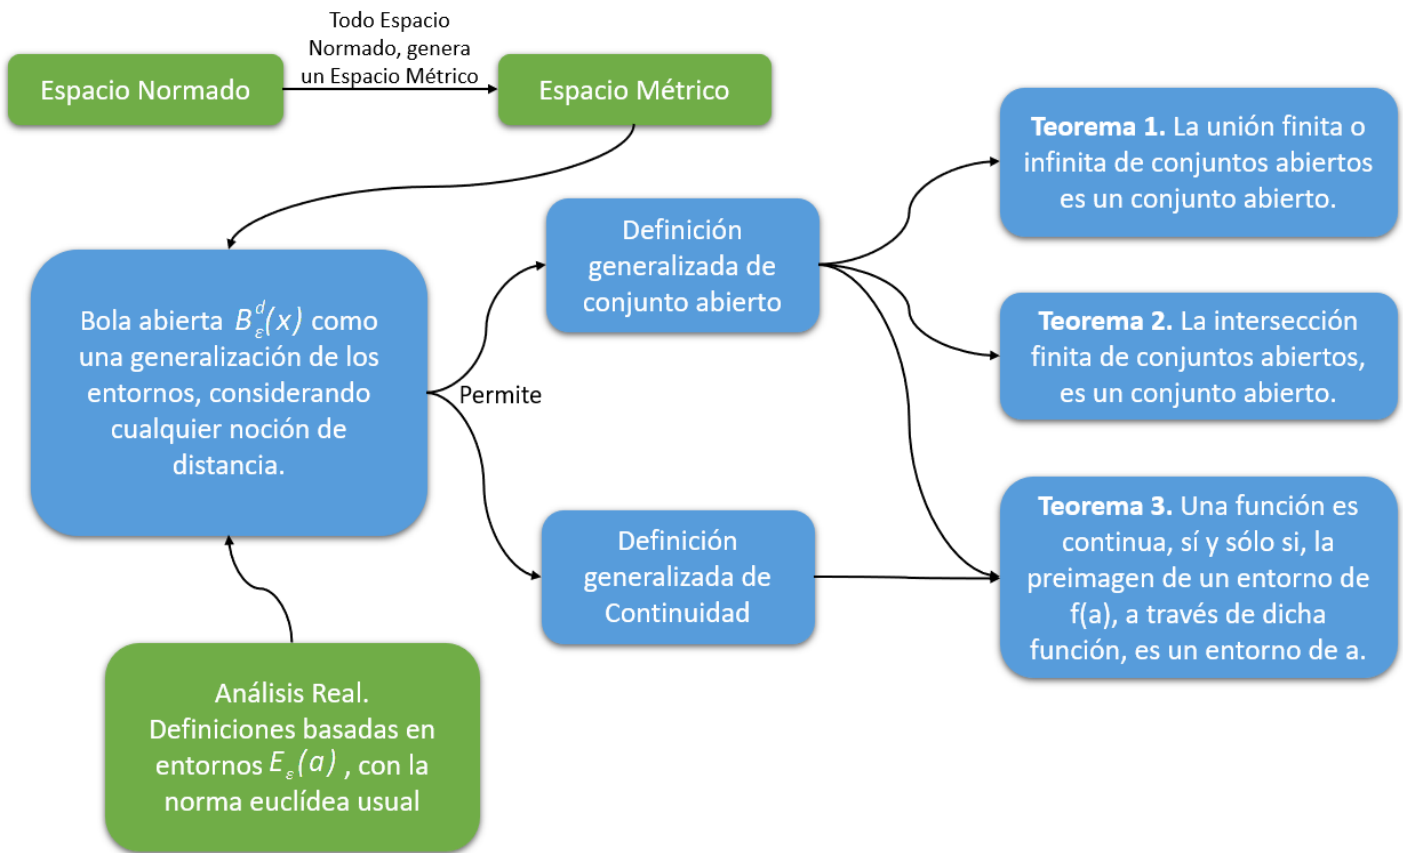 Todo Espacio
Normado, genera
un Espacio Métrico
Espacio Normado
Espacio Métrico
Teorema 1. La unión finita o
infinita de conjuntos abiertos
es un conjunto abierto.
Definición
generalizada de
conjunto abierto
Bola abierta B_ε^d(x) como
una generalización de los
entornos, considerando
cualquier noción de
distancia.
Teorema 2. La intersección
finita de conjuntos abiertos,
es un conjunto abierto.
Permite
Definición
generalizada de
Continuidad
Teorema 3. Una función es
continua, sí y sólo si, la
preimagen de un entorno de
f(a), a través de dicha
función, es un entorno de a.
Análisis Real.
Definiciones basadas en
entornos E_ε(a) , con la
norma euclídea usual